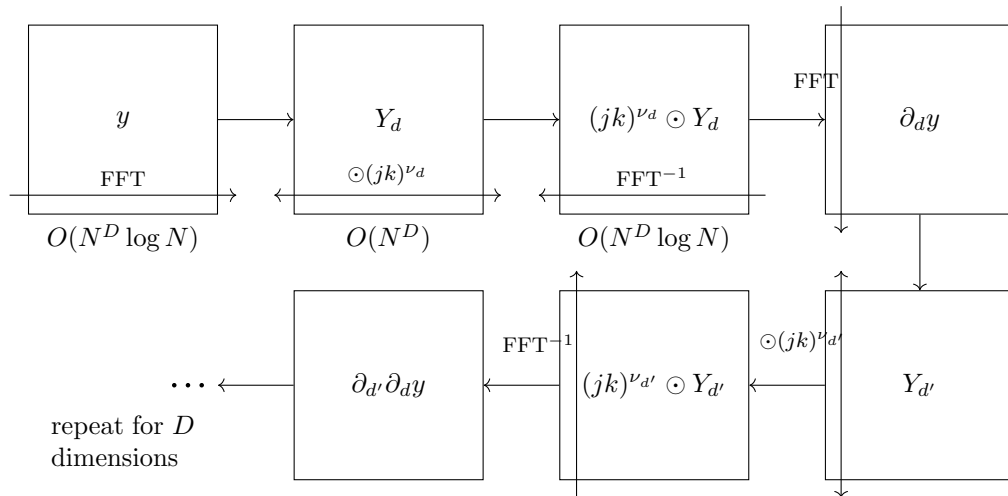 y
FFT
O(N^D log N)
Y_d
⊙(jk)^{ν_d}
O(N^D)
(jk)^{ν_d} ⊙ Y_d
FFT^{−1}
O(N^D log N)
FFT
∂_d y
Y_{d′}
⊙(jk)^{ν_{d′}}
(jk)^{ν_{d′}} ⊙ Y_{d′}
FFT^{−1}
∂_{d′}∂_d y
···
repeat for D
dimensions